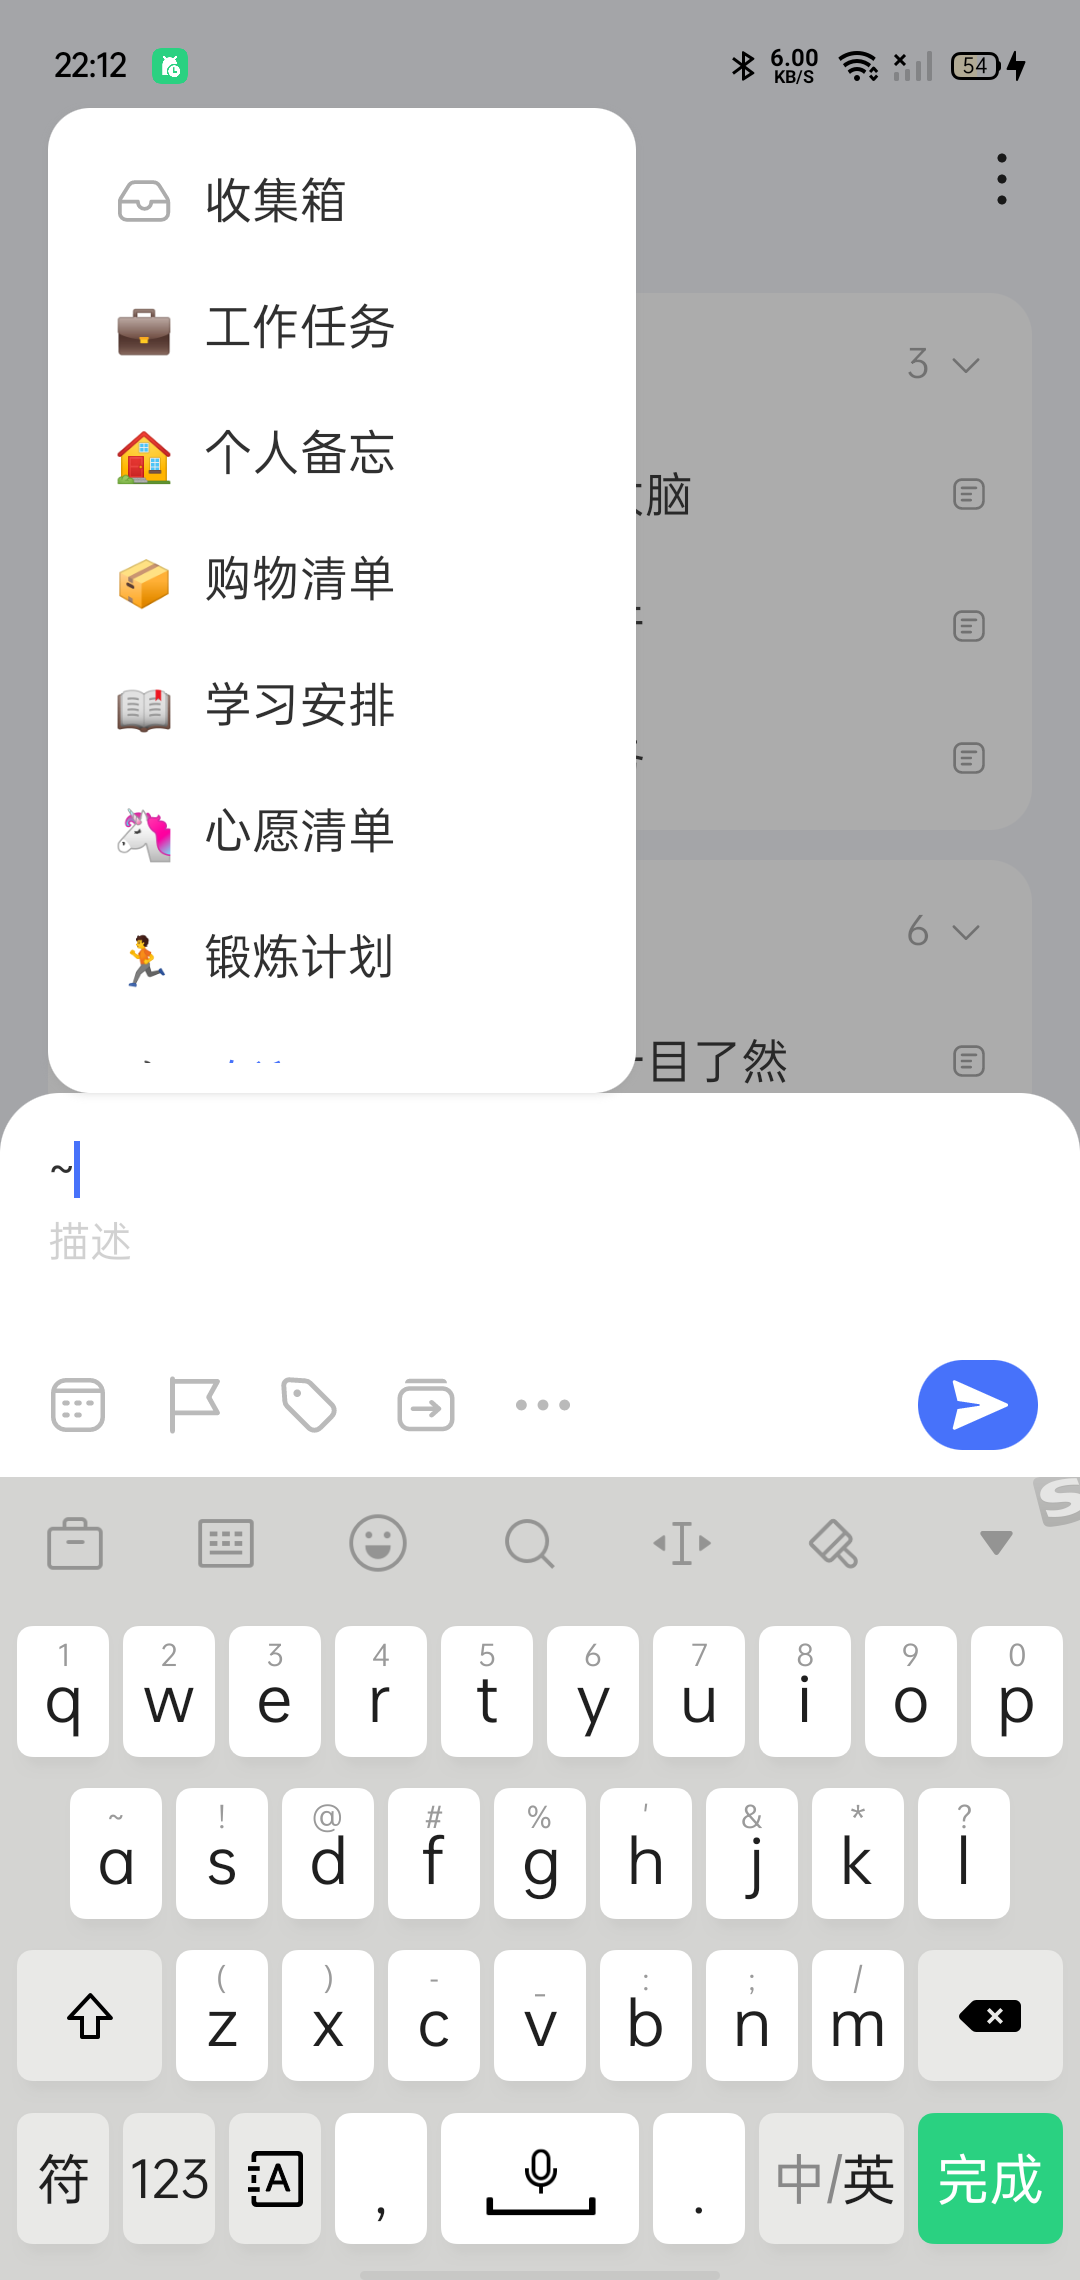 22:12
6.00
KB/S
54
收集箱
工作任务
3
个人备忘
脑
购物清单
学习安排
心愿清单
6
锻炼计划
目了然
~
描述
1 2 3 4 5 6 7 8 9 0
q w e r t y u i o p
~ ! @ # % ' & * ?
a s d f g h j k l
( ) - _ : ; /
z x c v b n m
符 123 A , . 中/英 完成